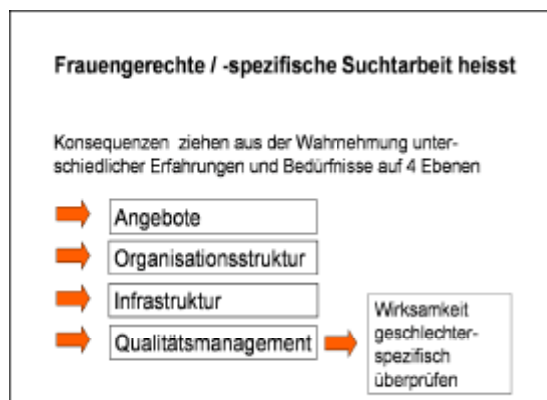 Frauengerechte / -spezifische Suchtarbeit heisst
Konsequenzen ziehen aus der Wahrnehmung unter-
schiedlicher Erfahrungen und Bedürfnisse auf 4 Ebenen
Angebote
Organisationsstruktur
Infrastruktur
Qualitätsmanagement
Wirksamkeit
geschlechter-
spezifisch
überprüfen